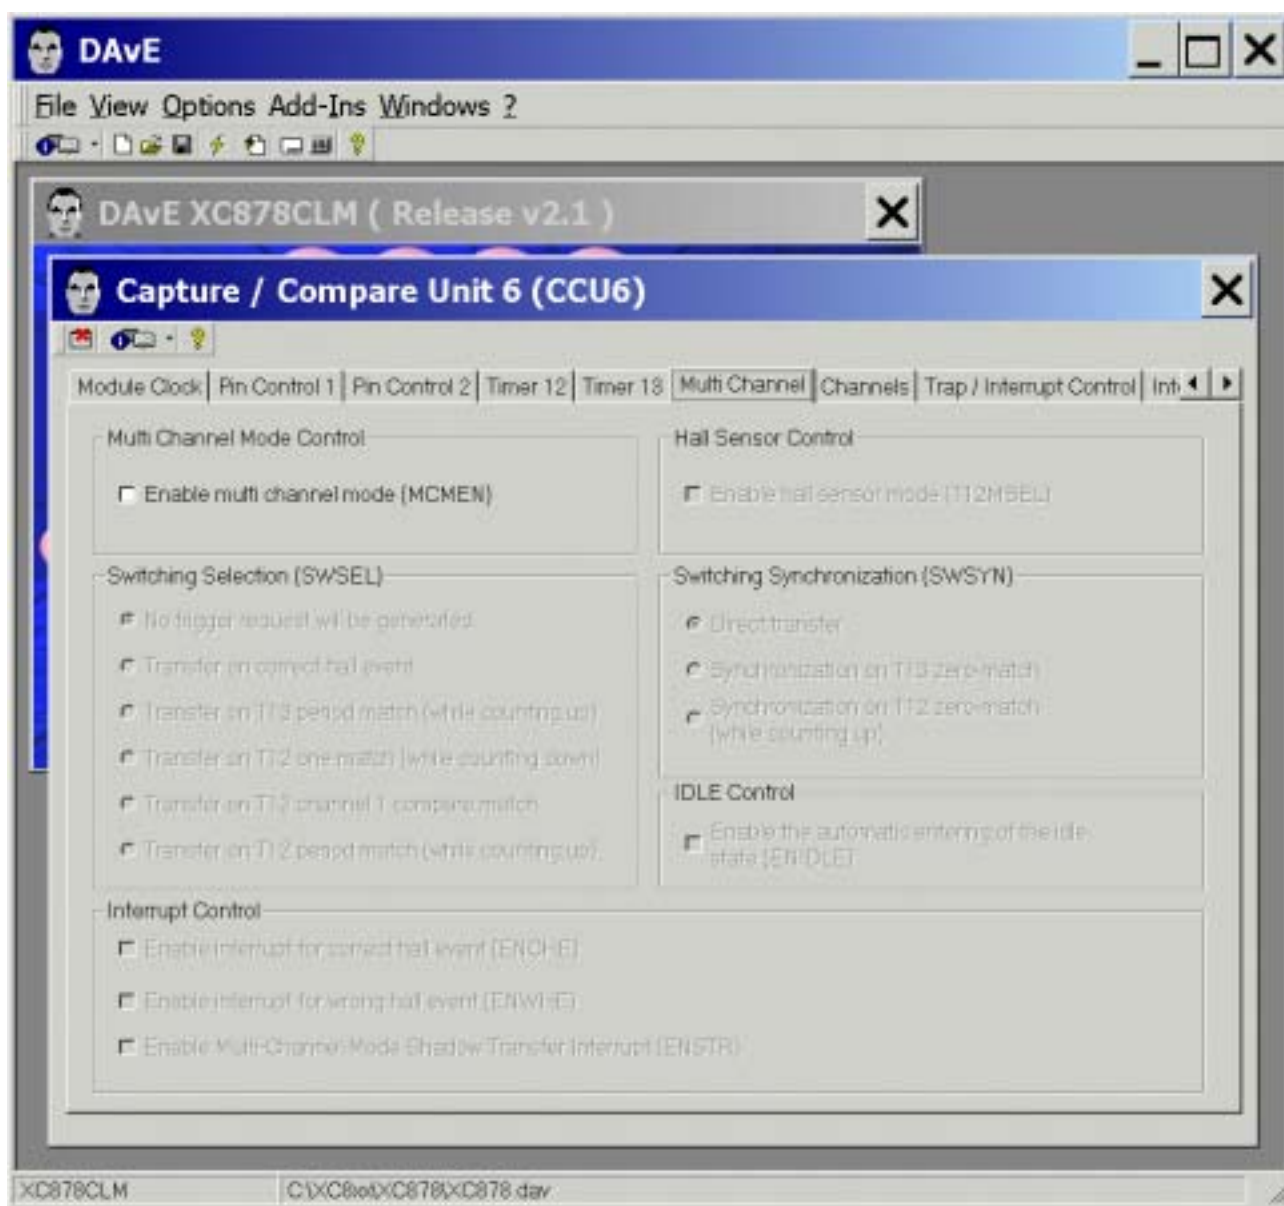 DAvE
File View Options Add-Ins Windows ?
DAvE XC878CLM ( Release v2.1 )
Capture / Compare Unit 6 (CCU6)
Module Clock Pin Control 1 Pin Control 2 Timer 12 Timer 13 Multi Channel Channels Trap / Interrupt Control
Multi Channel Mode Control
Enable multi channel mode (MCMEN)
Hall Sensor Control
Enable hall sensor mode (T12MSEL)
Switching Selection (SWSEL)
No trigger request will be generated
Transfer on correct hall event
Transfer on T13 period match (while counting up)
Transfer on T12 one match (while counting down)
Transfer on T12 channel 1 compare match
Transfer on T12 period match (while counting up)
Switching Synchronization (SWSYN)
Direct transfer
Synchronization on T13 zero-match
Synchronization on T12 zero-match
(while counting up)
IDLE Control
Enable the automatic entering of the idle
state (ENIDLE)
Interrupt Control
Enable interrupt for correct hall event (ENCHE)
Enable interrupt for wrong hall event (ENWHE)
Enable Multi-Channel Mode Shadow Transfer Interrupt (ENSTR)
XC878CLM